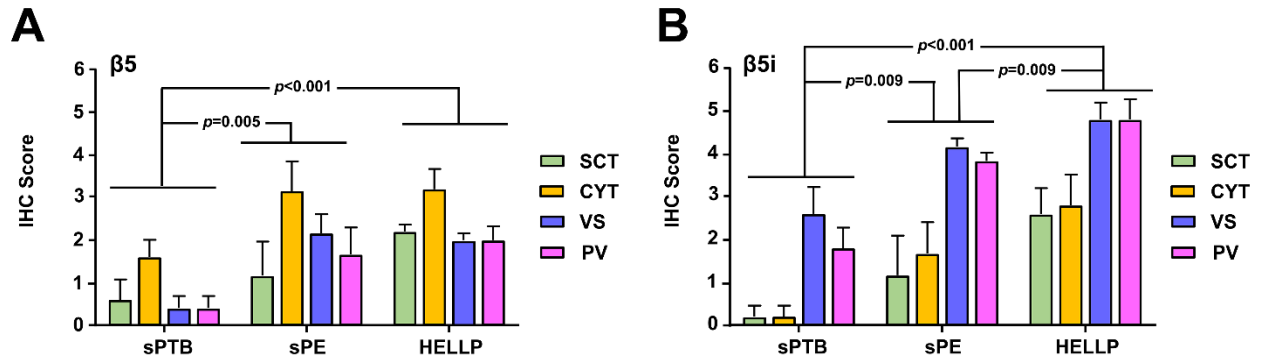 A
β5
IHC Score
6
5
4
3
2
1
0
p<0.001
p=0.005
sPTB
sPE
HELLP
SCT
CYT
VS
PV
B
β5i
IHC Score
6
5
4
3
2
1
0
p<0.001
p=0.009
p=0.009
sPTB
sPE
HELLP
SCT
CYT
VS
PV